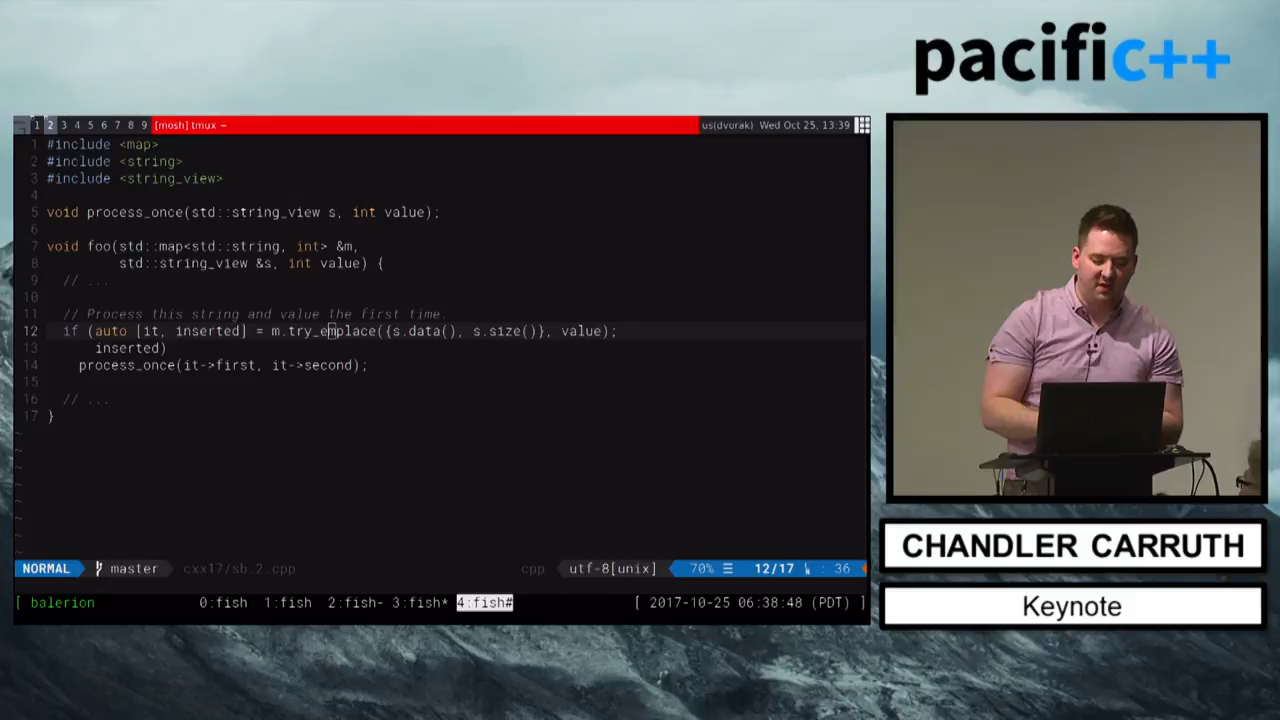 pacific++
1 2 3 4 5 6 7 8 9 [mosh] tmux ~ us(dvorak) Wed Oct 25, 13:39
1 #include <map>
2 #include <string>
3 #include <string_view>
4
5 void process_once(std::string_view s, int value);
6
7 void foo(std::map<std::string, int> &m,
8 std::string_view &s, int value) {
9 // ...
10
11 // Process this string and value the first time.
12 if (auto [it, inserted] = m.try_emplace({s.data(), s.size()}, value);
13 inserted)
14 process_once(it->first, it->second);
15
16 // ...
17 }
~
~
~
~
~
~
~
~
NORMAL master cxx17/sb.2.cpp cpp utf-8[unix] 70% ☰ 12/17 : 36
[ balerion 0:fish 1:fish 2:fish- 3:fish* 4:fish# [ 2017-10-25 06:38:48 (PDT) ]
CHANDLER CARRUTH
Keynote